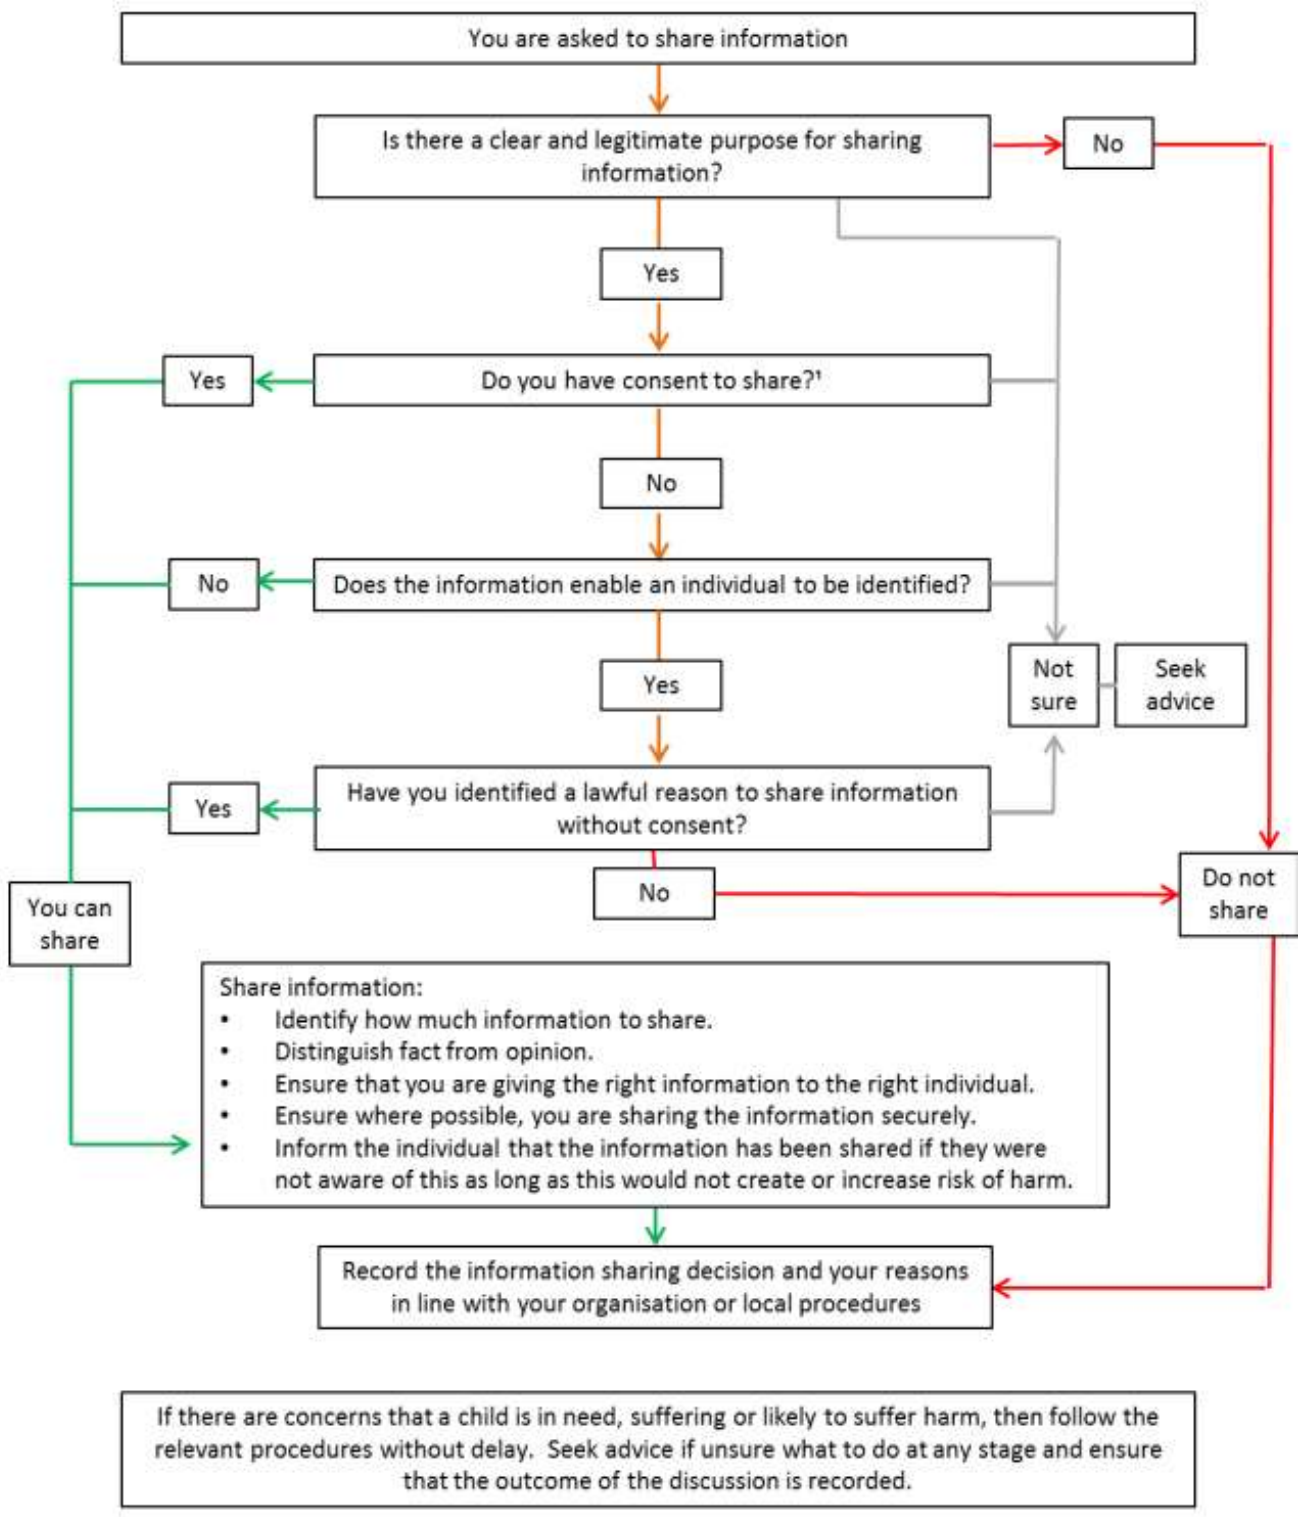 You are asked to share information
Is there a clear and legitimate purpose for sharing
information?
No
Yes
Yes
Do you have consent to share?¹
No
No
Does the information enable an individual to be identified?
Yes
Not
sure
Seek
advice
Yes
Have you identified a lawful reason to share information
without consent?
No
Do not
share
You can
share
Share information:
• Identify how much information to share.
• Distinguish fact from opinion.
• Ensure that you are giving the right information to the right individual.
• Ensure where possible, you are sharing the information securely.
• Inform the individual that the information has been shared if they were
not aware of this as long as this would not create or increase risk of harm.
Record the information sharing decision and your reasons
in line with your organisation or local procedures
If there are concerns that a child is in need, suffering or likely to suffer harm, then follow the
relevant procedures without delay.  Seek advice if unsure what to do at any stage and ensure
that the outcome of the discussion is recorded.